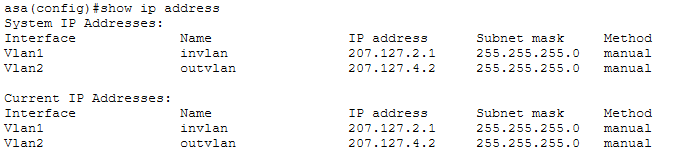 asa(config)#show ip address
System IP Addresses:
Interface Name IP address Subnet mask Method
Vlan1 invlan 207.127.2.1 255.255.255.0 manual
Vlan2 outvlan 207.127.4.2 255.255.255.0 manual
Current IP Addresses:
Interface Name IP address Subnet mask Method
Vlan1 invlan 207.127.2.1 255.255.255.0 manual
Vlan2 outvlan 207.127.4.2 255.255.255.0 manual